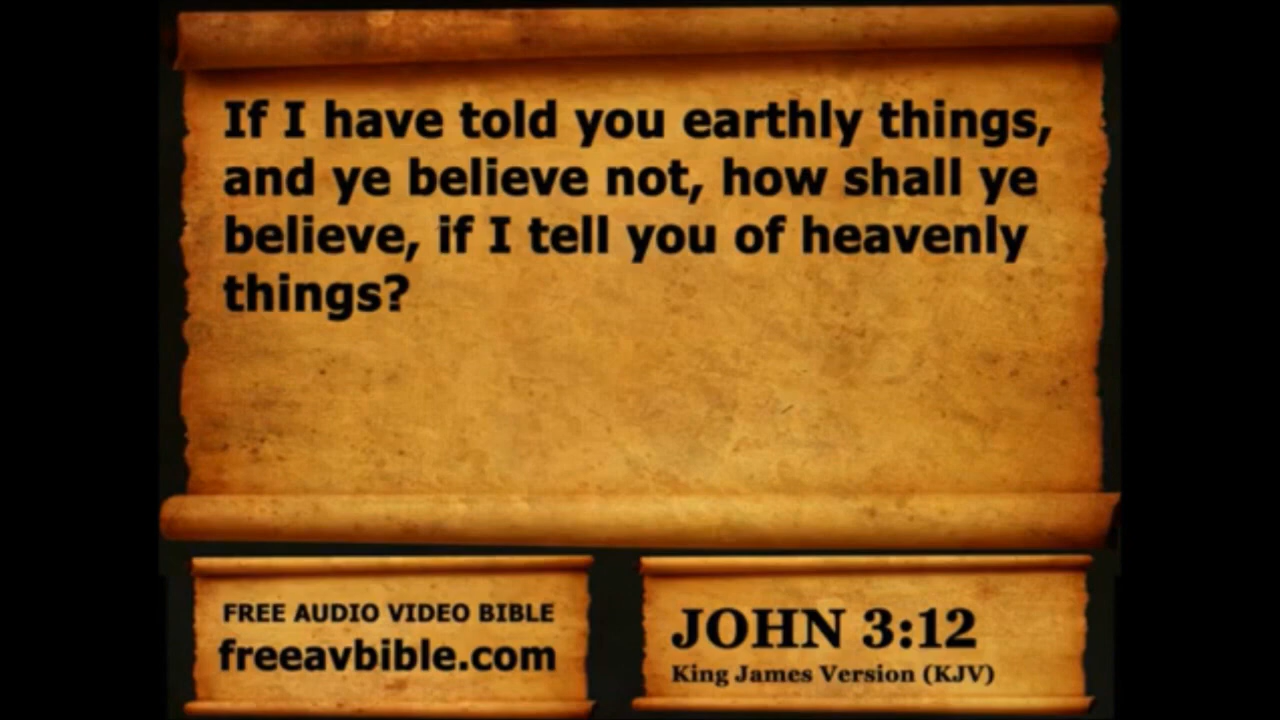 If I have told you earthly things,
and ye believe not, how shall ye
believe, if I tell you of heavenly
things?
FREE AUDIO VIDEO BIBLE
freeavbible.com
JOHN 3:12
King James Version (KJV)